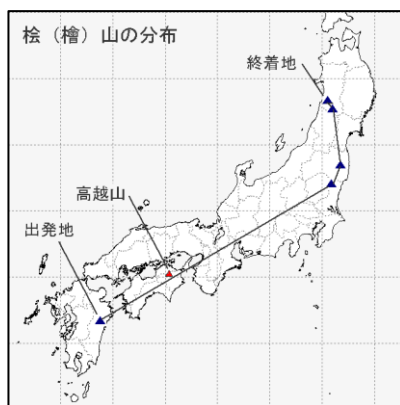 桧（檜）山の分布
終着地
高越山
出発地